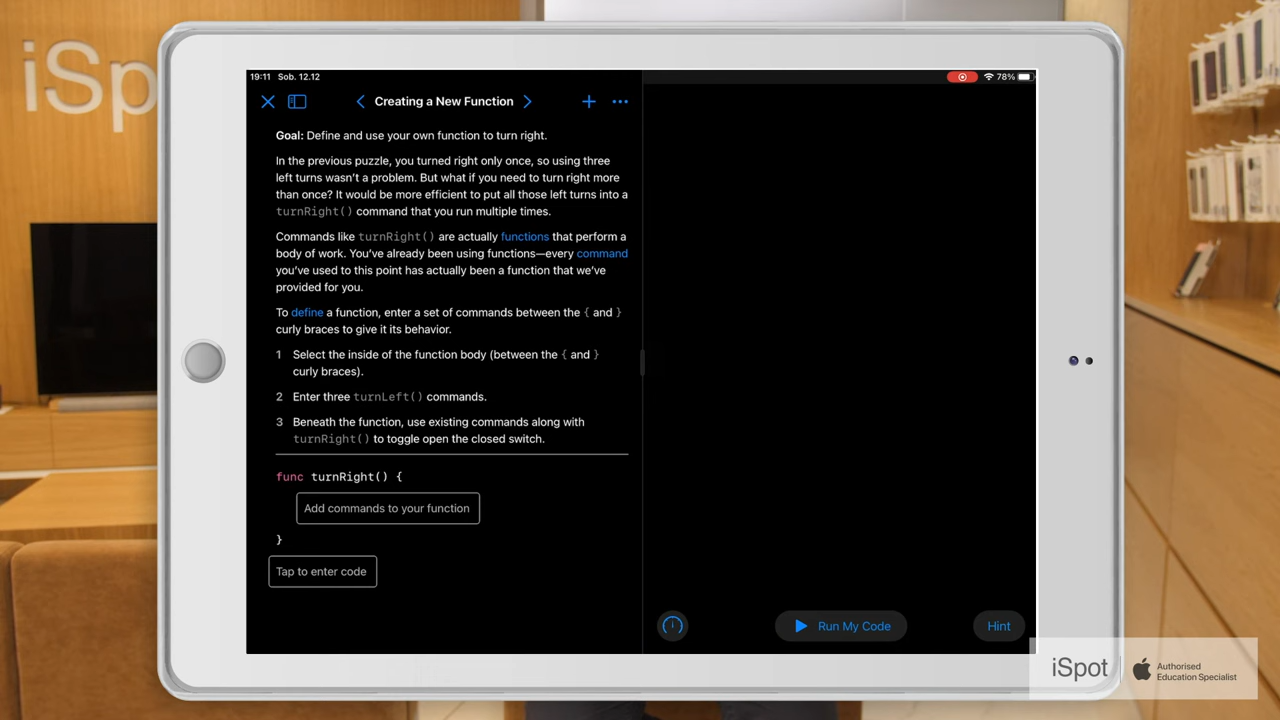 iSpo
19:11 Sob. 12.12
78%
Creating a New Function
Goal: Define and use your own function to turn right.
In the previous puzzle, you turned right only once, so using three
left turns wasn't a problem. But what if you need to turn right more
than once? It would be more efficient to put all those left turns into a
turnRight() command that you run multiple times.
Commands like turnRight() are actually functions that perform a
body of work. You've already been using functions—every command
you've used to this point has actually been a function that we've
provided for you.
To define a function, enter a set of commands between the { and }
curly braces to give it its behavior.
1 Select the inside of the function body (between the { and }
curly braces).
2 Enter three turnLeft() commands.
3 Beneath the function, use existing commands along with
turnRight() to toggle open the closed switch.
func turnRight() {
Add commands to your function
}
Tap to enter code
Run My Code
Hint
iSpot
Authorised
Education Specialist